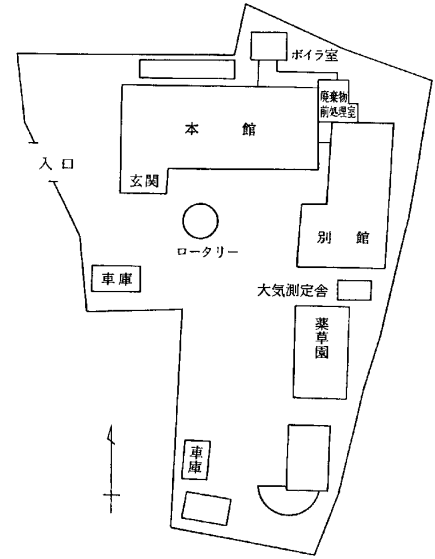 ボイラ室
廃棄物
前処理室
本館
入口
玄関
ロータリー
別館
車庫
大気測定舎
薬草園
車庫